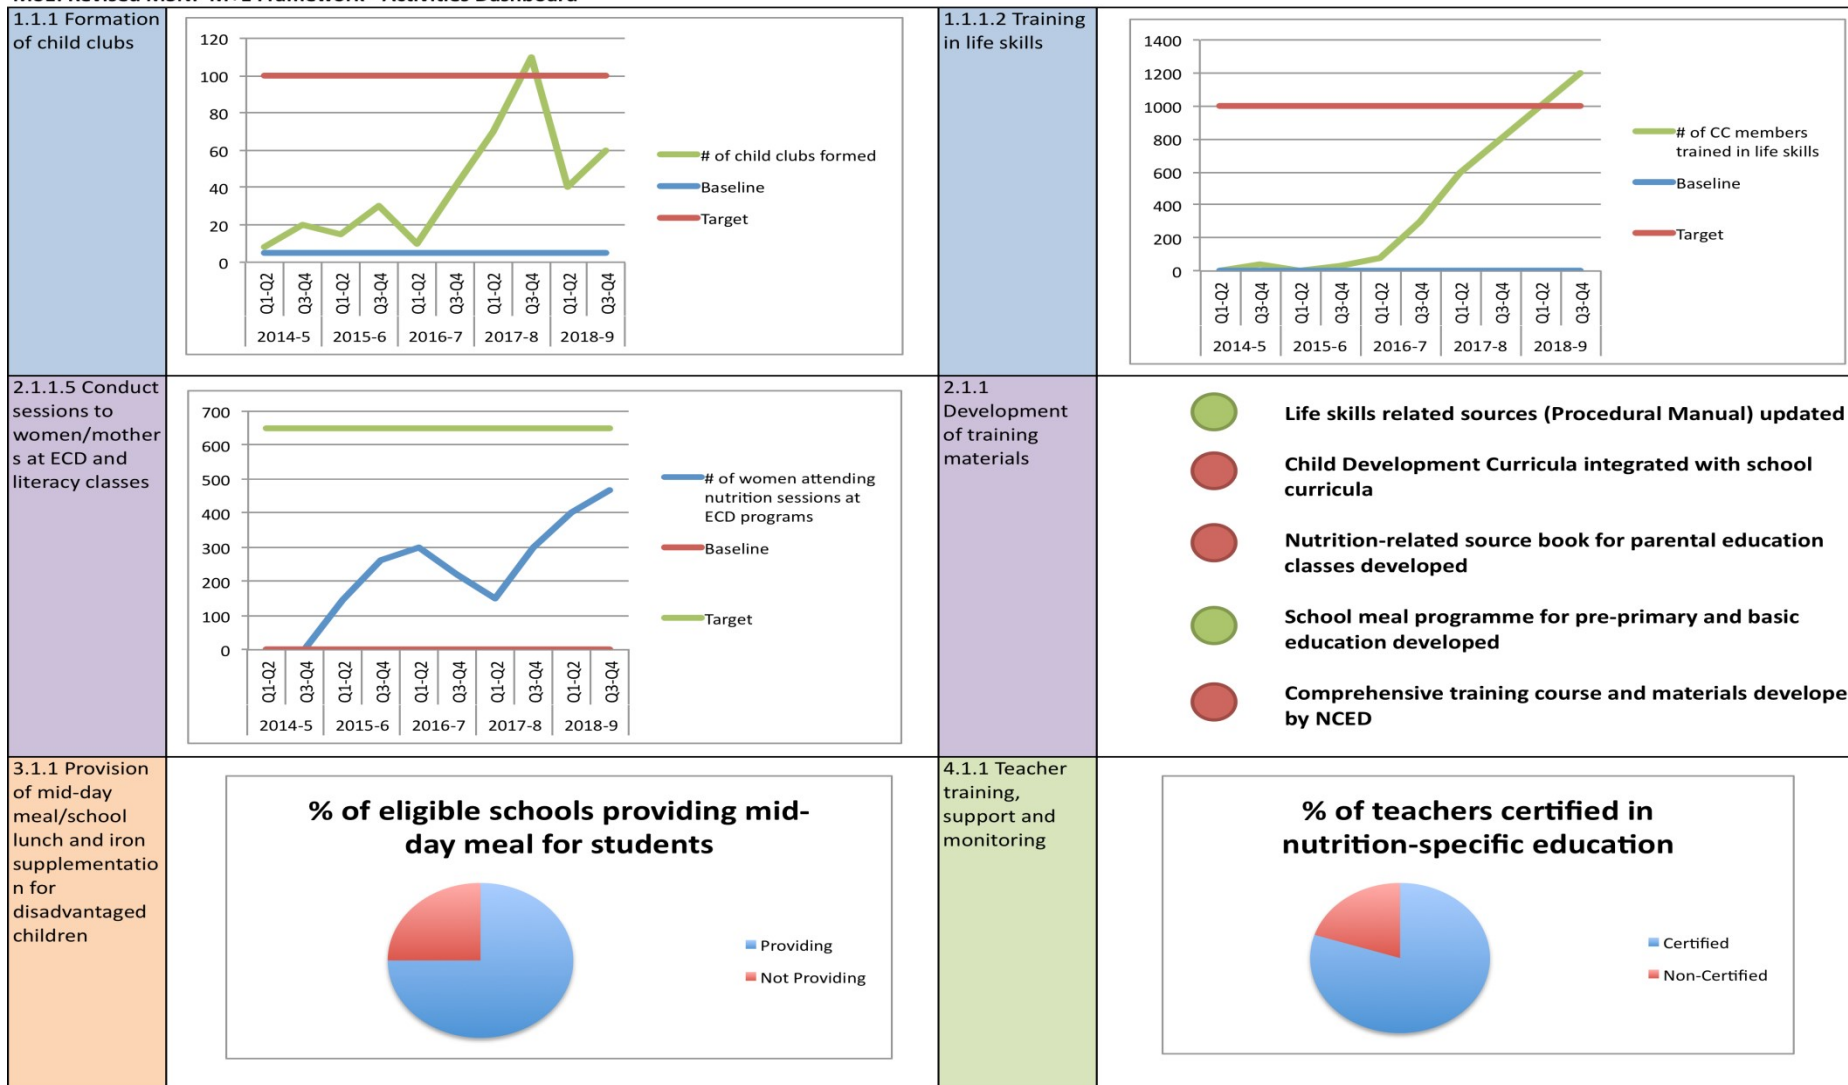 1.1.1 Formation
of child clubs
120
100
80
60
40
20
0
Q1-Q2
Q3-Q4
Q1-Q2
Q3-Q4
Q1-Q2
Q3-Q4
Q1-Q2
Q3-Q4
Q1-Q2
Q3-Q4
2014-5
2015-6
2016-7
2017-8
2018-9
# of child clubs formed
Baseline
Target
1.1.1.2 Training
in life skills
1400
1200
1000
800
600
400
200
0
Q1-Q2
Q3-Q4
Q1-Q2
Q3-Q4
Q1-Q2
Q3-Q4
Q1-Q2
Q3-Q4
Q1-Q2
Q3-Q4
2014-5
2015-6
2016-7
2017-8
2018-9
# of CC members
trained in life skills
Baseline
Target
2.1.1.5 Conduct
sessions to
women/mother
s at ECD and
literacy classes
700
600
500
400
300
200
100
0
Q1-Q2
Q3-Q4
Q1-Q2
Q3-Q4
Q1-Q2
Q3-Q4
Q1-Q2
Q3-Q4
Q1-Q2
Q3-Q4
2014-5
2015-6
2016-7
2017-8
2018-9
# of women attending
nutrition sessions at
ECD programs
Baseline
Target
2.1.1
Development
of training
materials
Life skills related sources (Procedural Manual) updated
Child Development Curricula integrated with school
curricula
Nutrition-related source book for parental education
classes developed
School meal programme for pre-primary and basic
education developed
Comprehensive training course and materials develope
by NCED
3.1.1 Provision
of mid-day
meal/school
lunch and iron
supplementatio
n for
disadvantaged
children
% of eligible schools providing mid-
day meal for students
Providing
Not Providing
4.1.1 Teacher
training,
support and
monitoring
% of teachers certified in
nutrition-specific education
Certified
Non-Certified